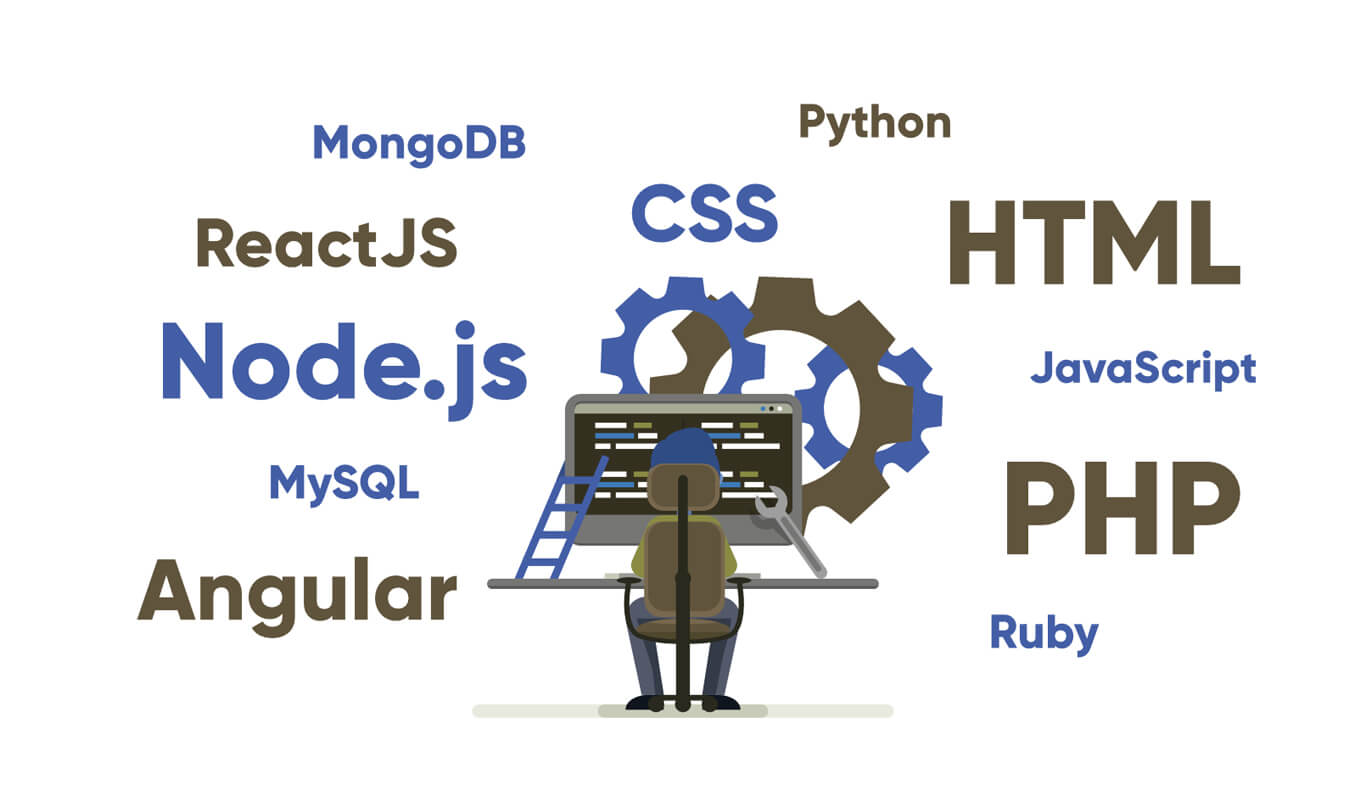 MongoDB
Python
CSS
ReactJS
HTML
Node.js
JavaScript
MySQL
PHP
Angular
Ruby